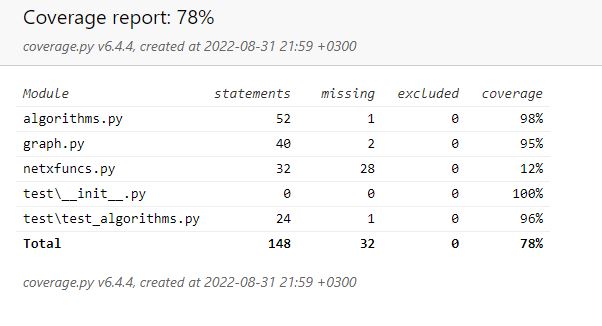 Coverage report: 78%
coverage.py v6.4.4, created at 2022-08-31 21:59 +0300
Module statements missing excluded coverage
algorithms.py 52 1 0 98%
graph.py 40 2 0 95%
netxfuncs.py 32 28 0 12%
test\__init__.py 0 0 0 100%
test\test_algorithms.py 24 1 0 96%
Total 148 32 0 78%
coverage.py v6.4.4, created at 2022-08-31 21:59 +0300